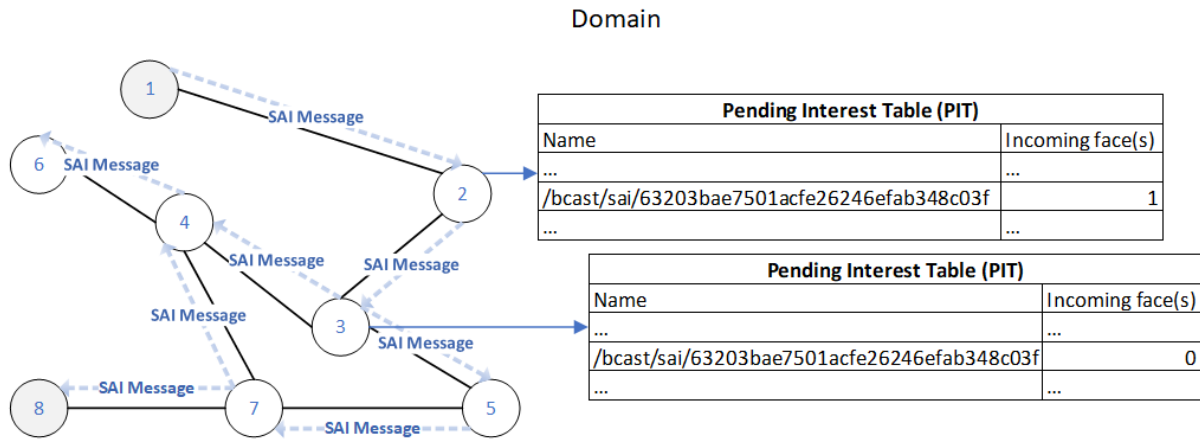 Domain
1
SAI Message
6
SAI Message
2
4
SAI Message
SAI Message
SAI Message
3
SAI Message
8
SAI Message
7
SAI Message
5
Pending Interest Table (PIT)
Name Incoming face(s)
... ...
/bcast/sai/63203bae7501acfe26246efab348c03f 1
... ...
Pending Interest Table (PIT)
Name Incoming face(s)
... ...
/bcast/sai/63203bae7501acfe26246efab348c03f 0
... ...